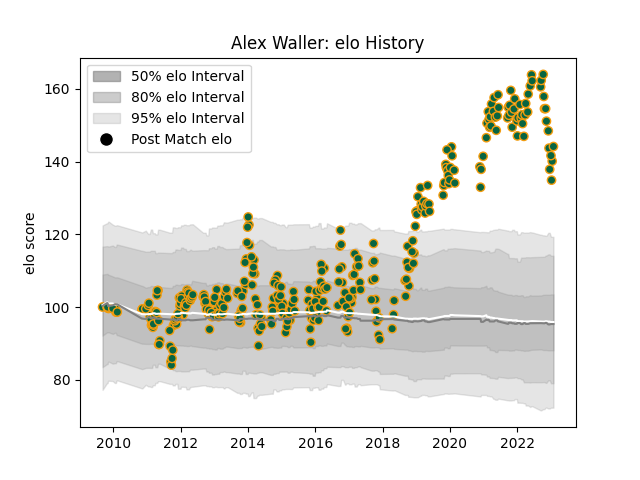 Alex Waller: elo History
50% elo Interval
80% elo Interval
95% elo Interval
Post Match elo
elo score
160
140
120
100
80
2010
2012
2014
2016
2018
2020
2022